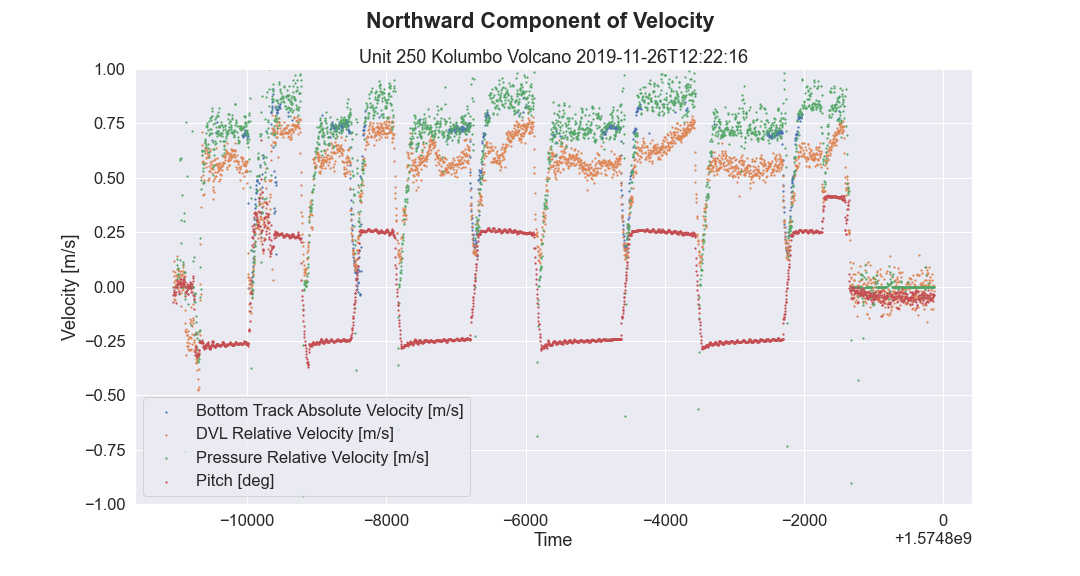 Northward Component of Velocity
Unit 250 Kolumbo Volcano 2019-11-26T12:22:16
1.00
0.75
0.50
0.25
0.00
−0.25
−0.50
−0.75
−1.00
Velocity [m/s]
Bottom Track Absolute Velocity [m/s]
DVL Relative Velocity [m/s]
Pressure Relative Velocity [m/s]
Pitch [deg]
−10000 −8000 −6000 −4000 −2000 0
Time
+1.5748e9